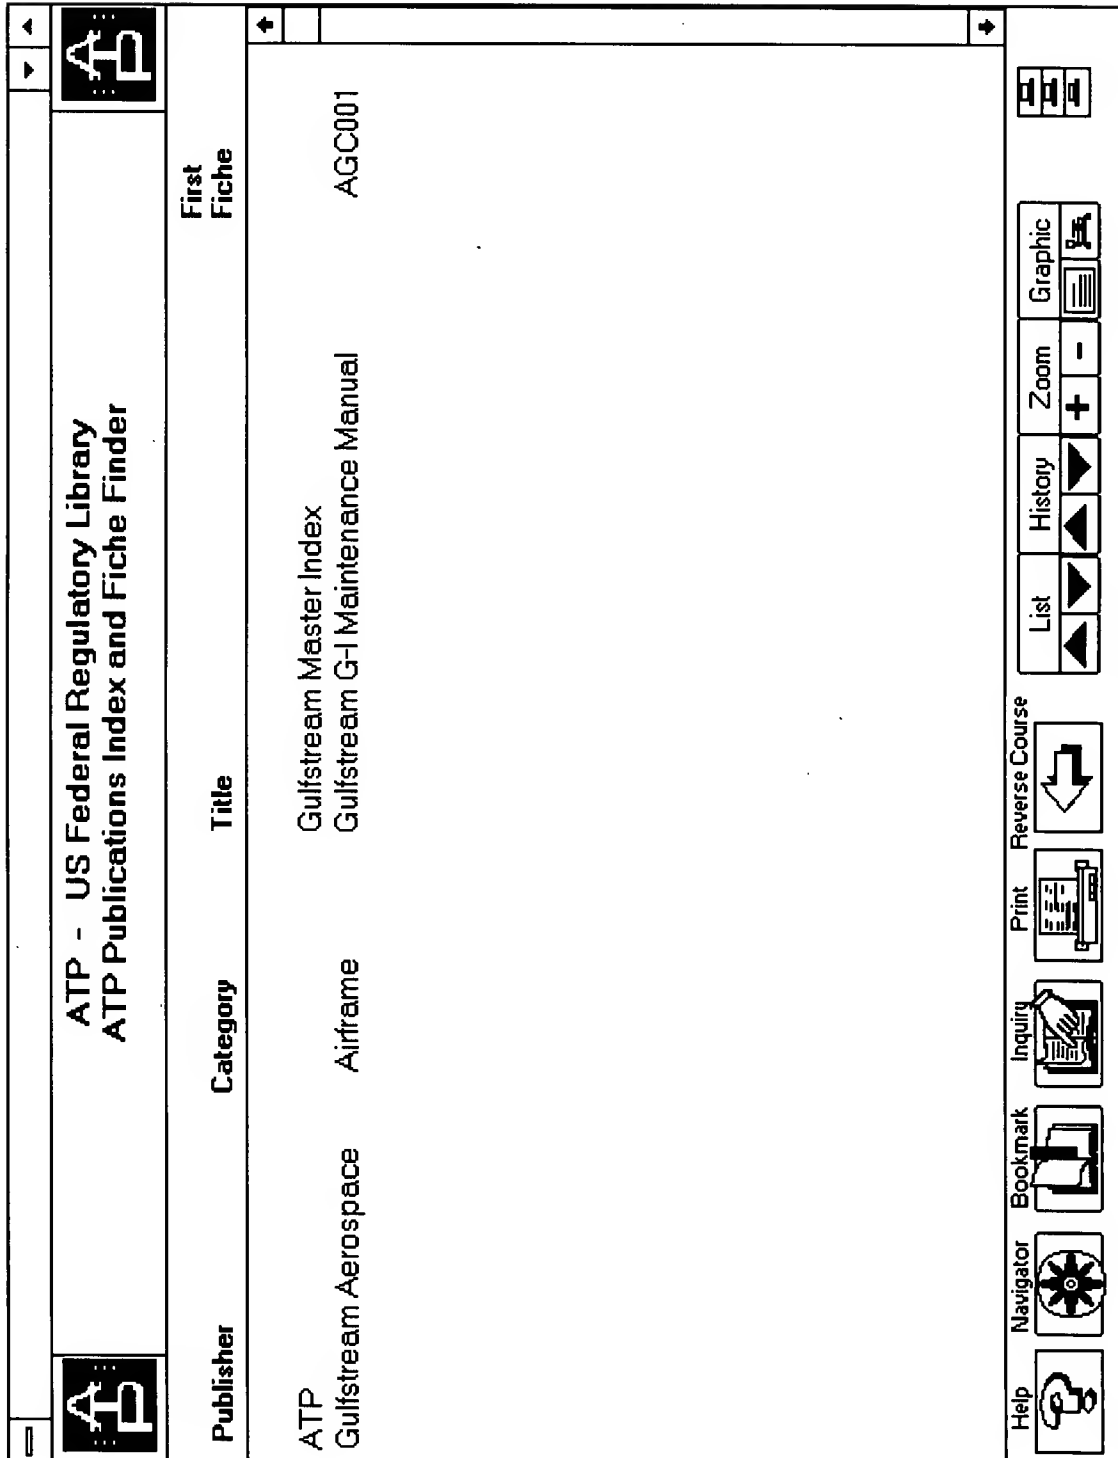 ATP
ATP - US Federal Regulatory Library
ATP Publications Index and Fiche Finder
ATP
Publisher Category Title First Fiche
ATP Gulfstream Master Index
Gulfstream Aerospace Airframe Gulfstream G-I Maintenance Manual AGC001
Help Navigator Bookmark Inquiry Print Reverse Course List History Zoom Graphic
+ -